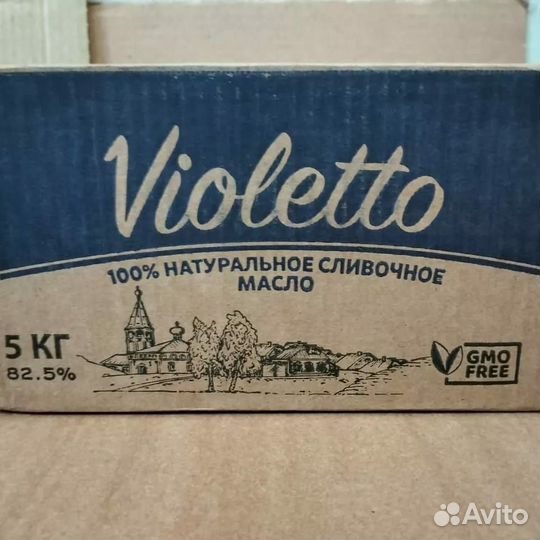 Violetto
100% НАТУРАЛЬНОЕ СЛИВОЧНОЕ
МАСЛО
5 КГ
82.5%
GMO
FREE
Avito